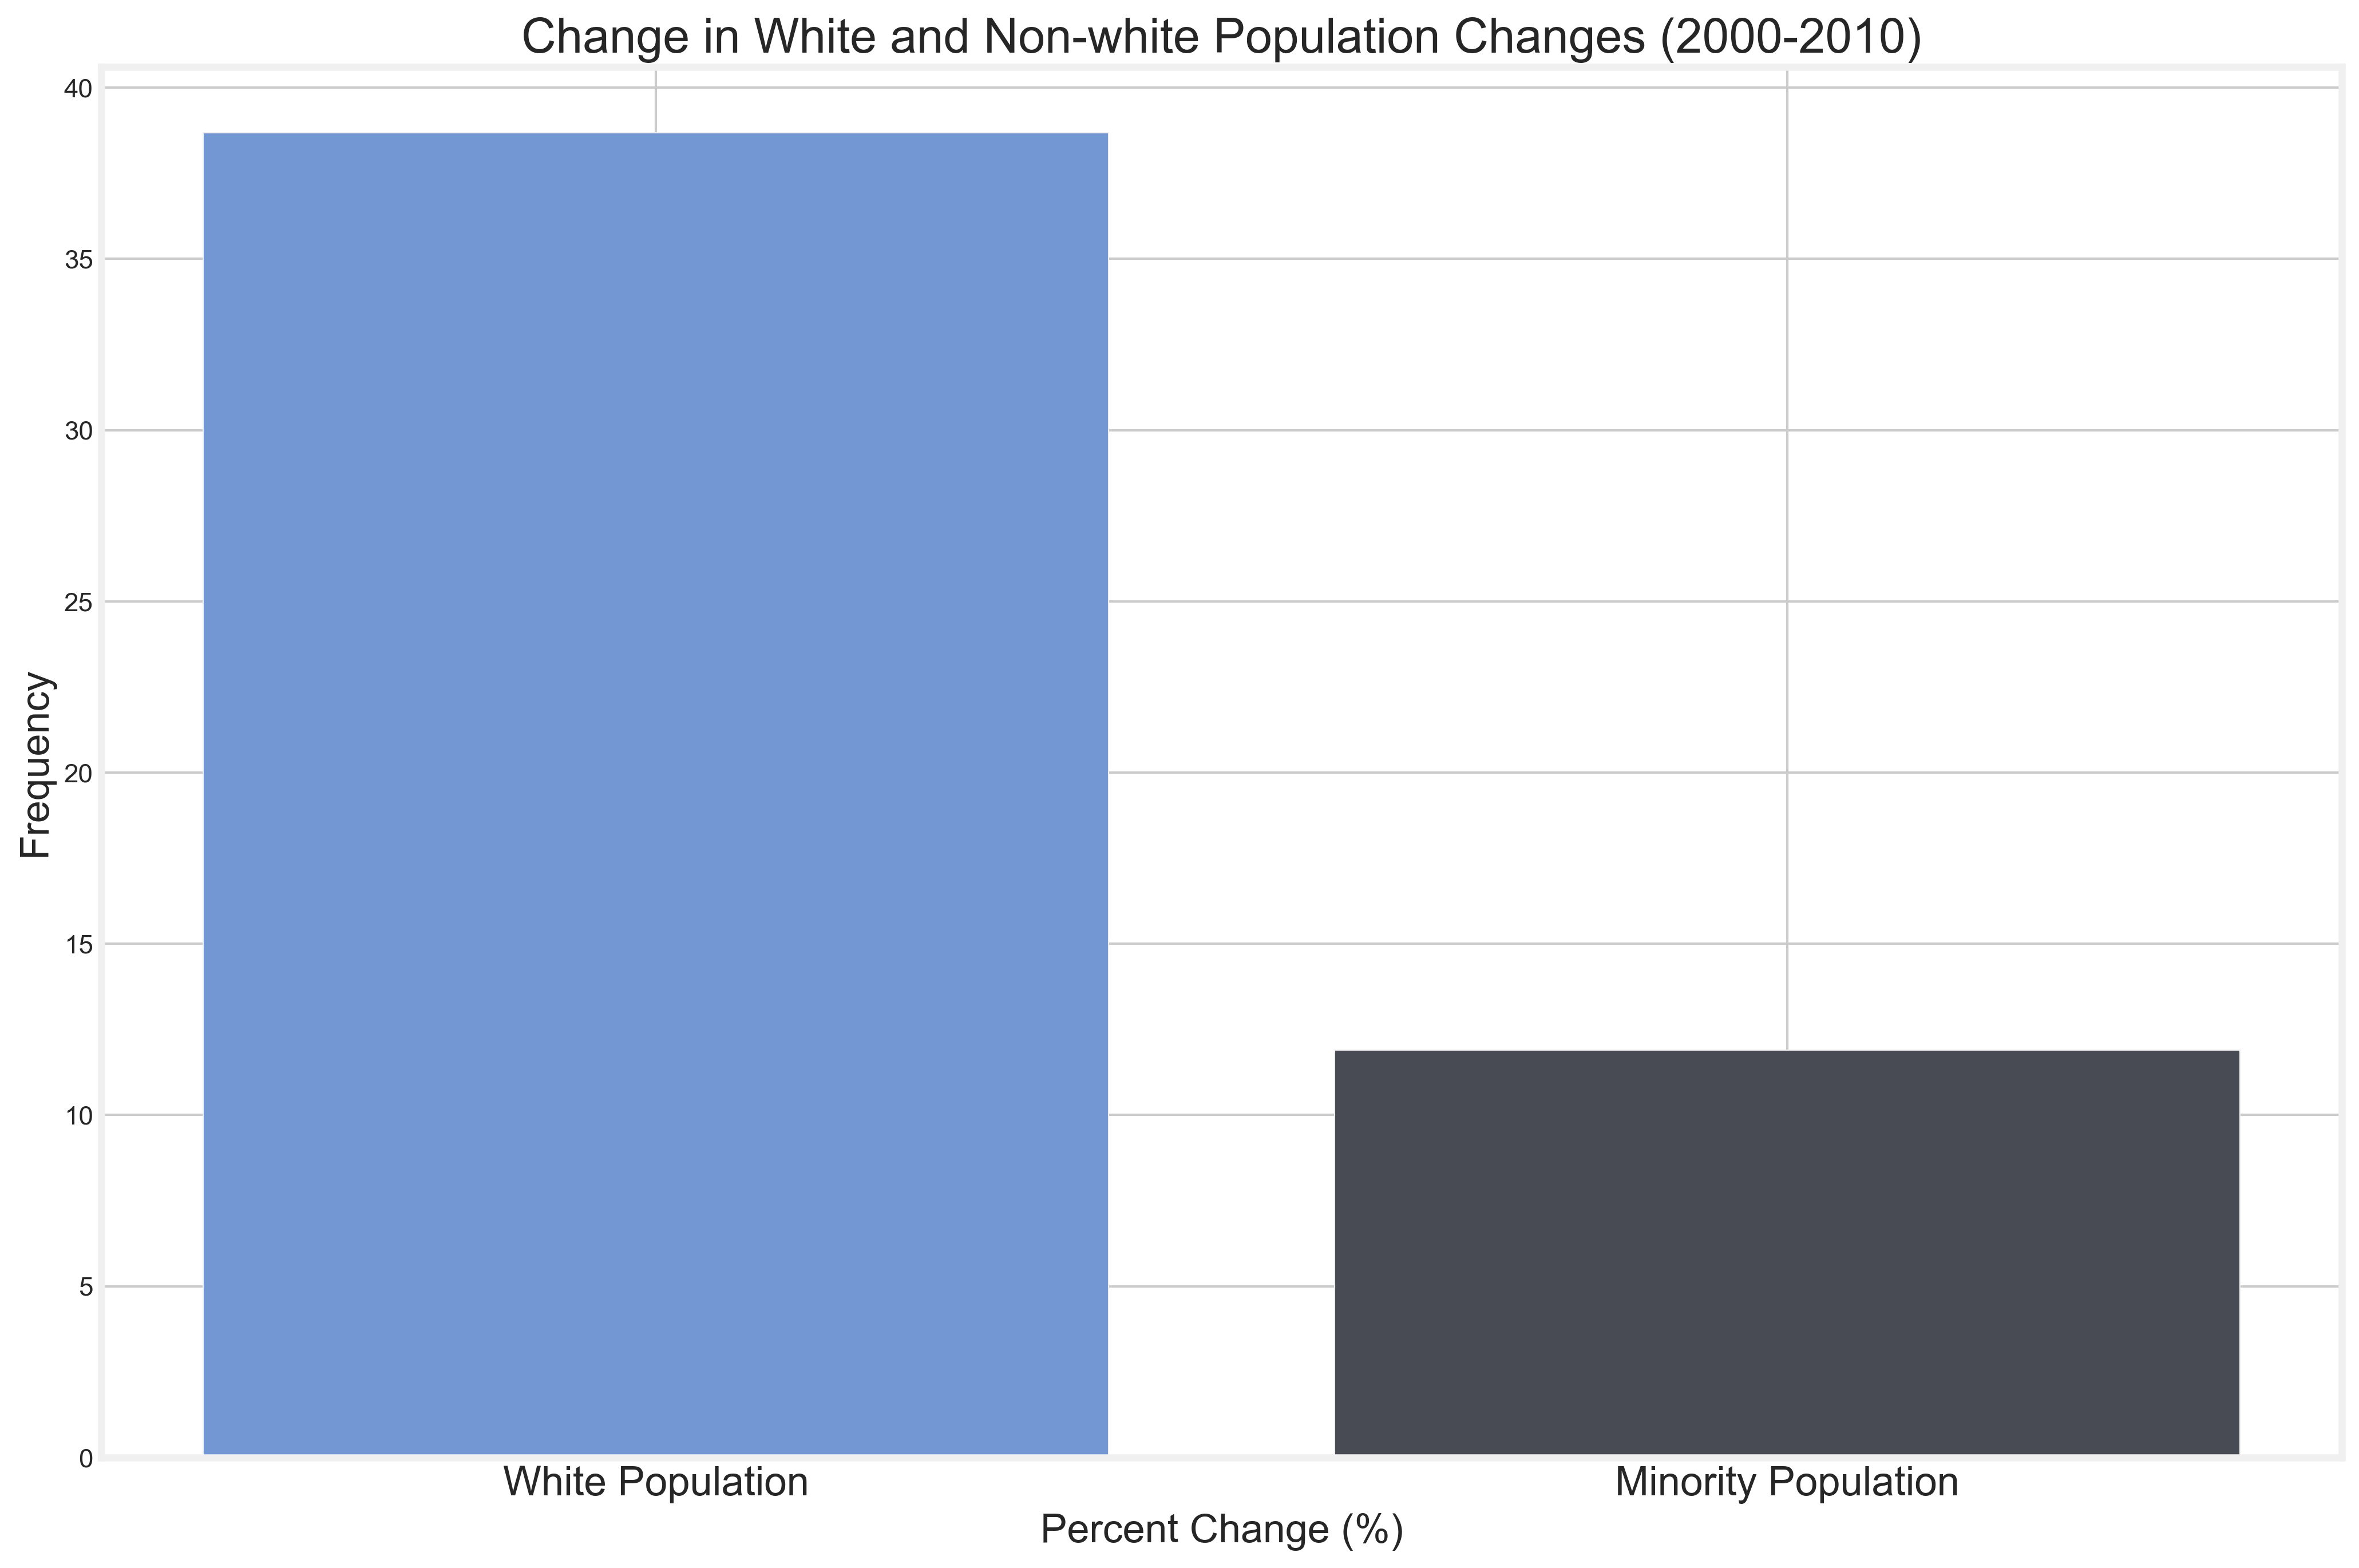 Change in White and Non-white Population Changes (2000-2010)
40
35
30
25
20
15
10
5
0
Frequency
White Population
Minority Population
Percent Change (%)